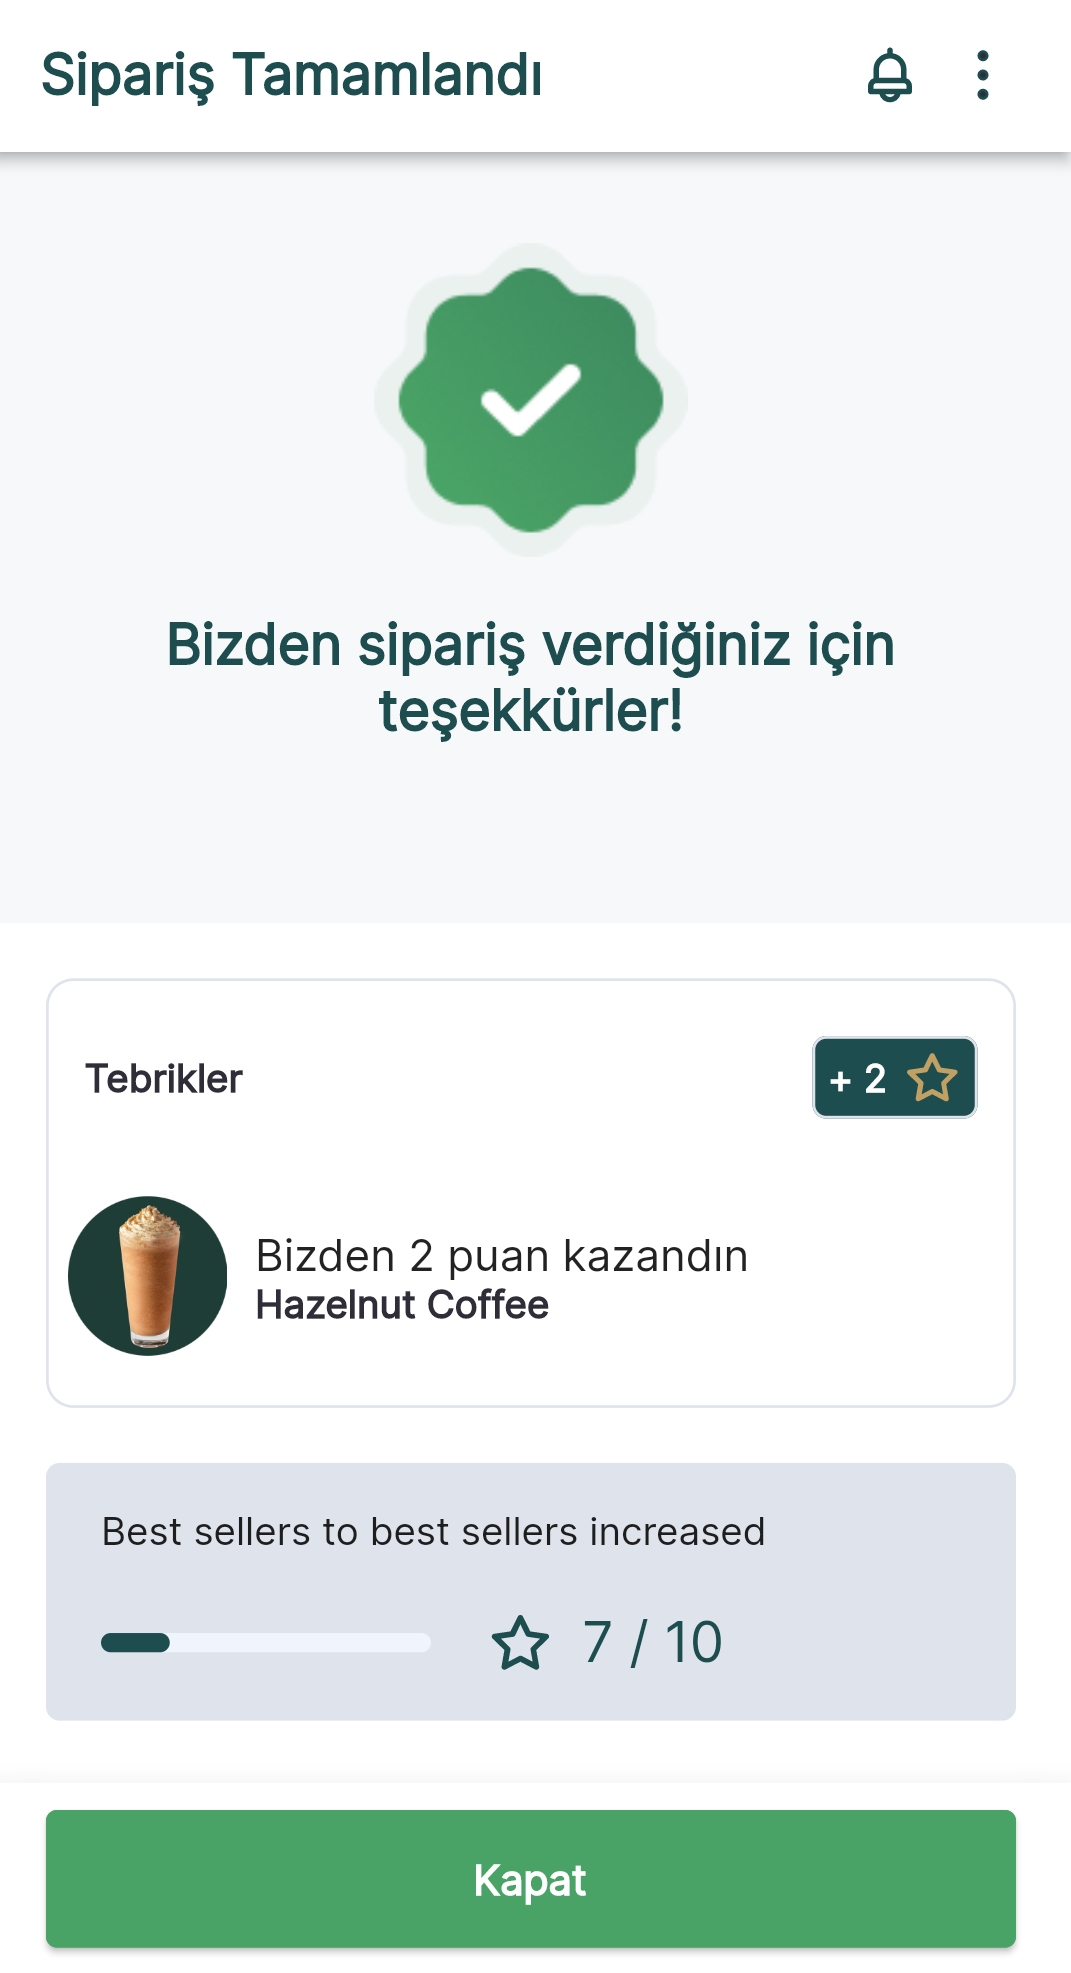 Sipariş Tamamlandı
Bizden sipariş verdiğiniz için
teşekkürler!
Tebrikler
+ 2
Bizden 2 puan kazandın
Hazelnut Coffee
Best sellers to best sellers increased
7 / 10
Kapat